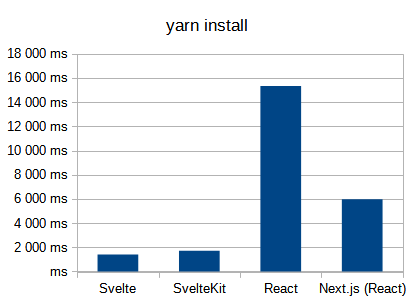 yarn install
18 000 ms
16 000 ms
14 000 ms
12 000 ms
10 000 ms
8 000 ms
6 000 ms
4 000 ms
2 000 ms
ms
Svelte SvelteKit React Next.js (React)